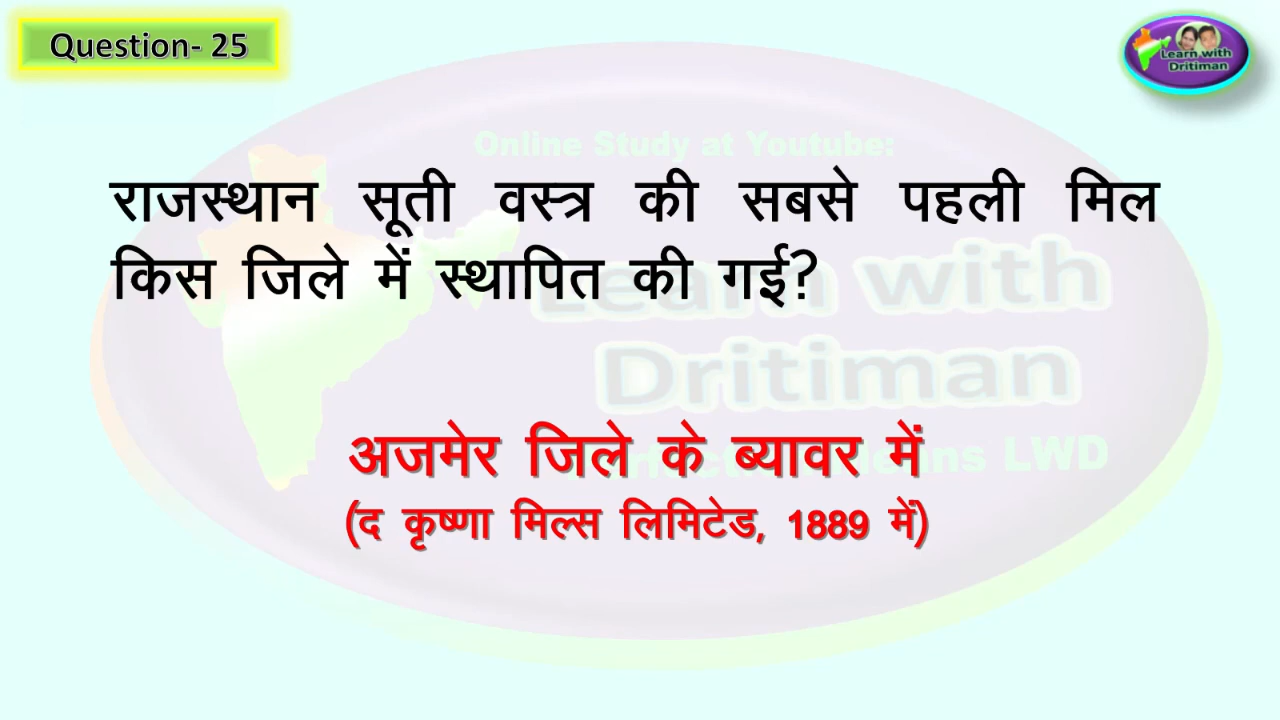 Question- 25
Learn with
Dritiman
Online Study at Youtube:
राजस्थान सूती वस्त्र की सबसे पहली मिल
किस जिले में स्थापित की गई?
Learn with
Dritiman
अजमेर जिले के ब्यावर में
LWD
(द कृष्णा मिल्स लिमिटेड, 1889 में)